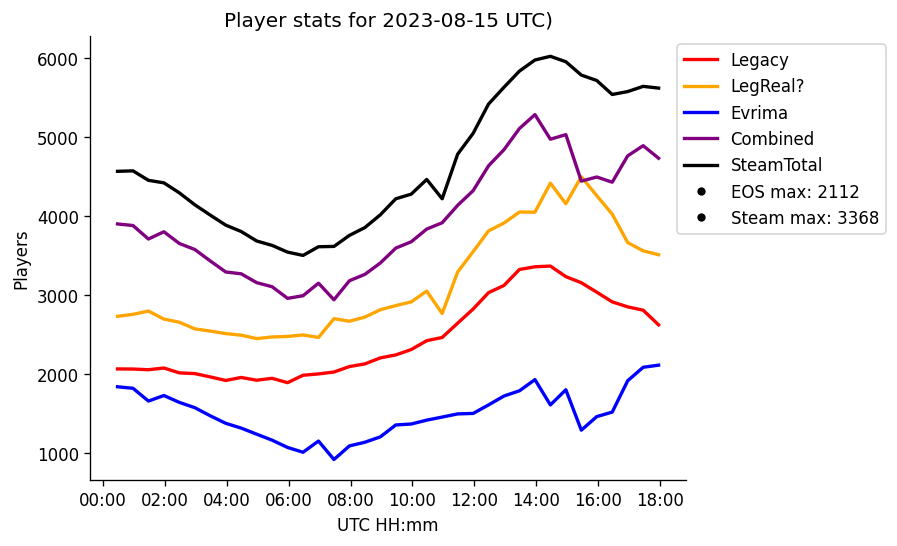 Player stats for 2023-08-15 UTC)
Players
6000
5000
4000
3000
2000
1000
00:00 02:00 04:00 06:00 08:00 10:00 12:00 14:00 16:00 18:00
UTC HH:mm
Legacy
LegReal?
Evrima
Combined
SteamTotal
EOS max: 2112
Steam max: 3368